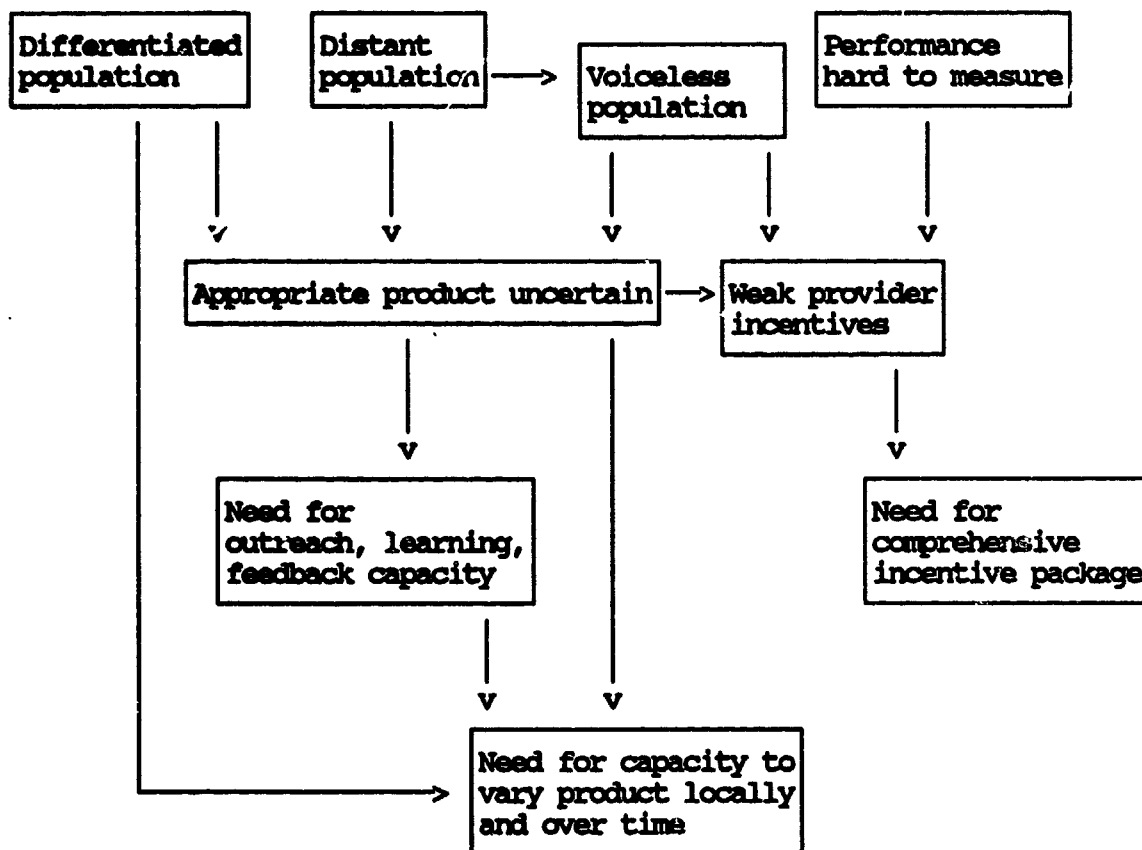 Differentiated
population
Distant
population
Voiceless
population
Performance
hard to measure
Appropriate product uncertain
Weak provider
incentives
Need for
outreach, learning,
feedback capacity
Need for
comprehensive
incentive package
Need for capacity to
vary product locally
and over time